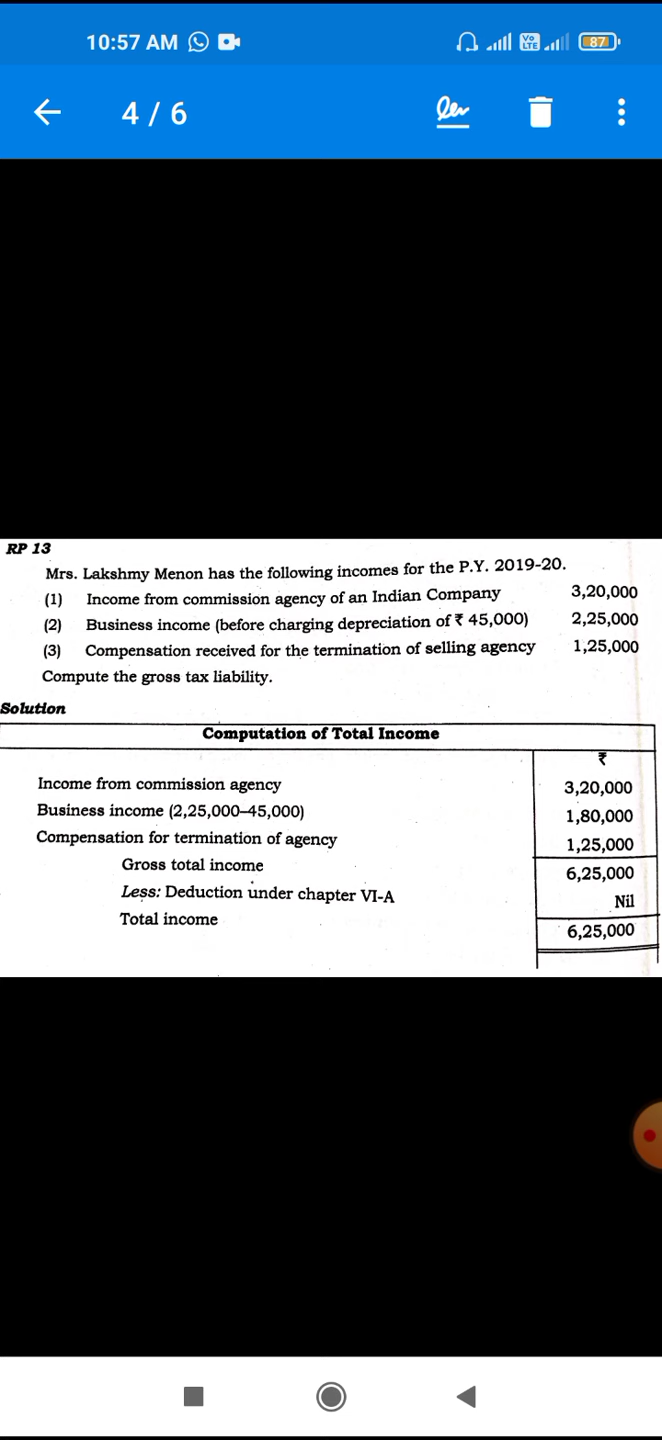 10:57 AM
Vo
LTE
87
4 / 6
RP 13
Mrs. Lakshmy Menon has the following incomes for the P.Y. 2019-20.
(1) Income from commission agency of an Indian Company 3,20,000
(2) Business income (before charging depreciation of ₹ 45,000) 2,25,000
(3) Compensation received for the termination of selling agency 1,25,000
Compute the gross tax liability.
Solution
Computation of Total Income
₹
Income from commission agency 3,20,000
Business income (2,25,000–45,000) 1,80,000
Compensation for termination of agency 1,25,000
Gross total income 6,25,000
Less: Deduction under chapter VI-A Nil
Total income 6,25,000